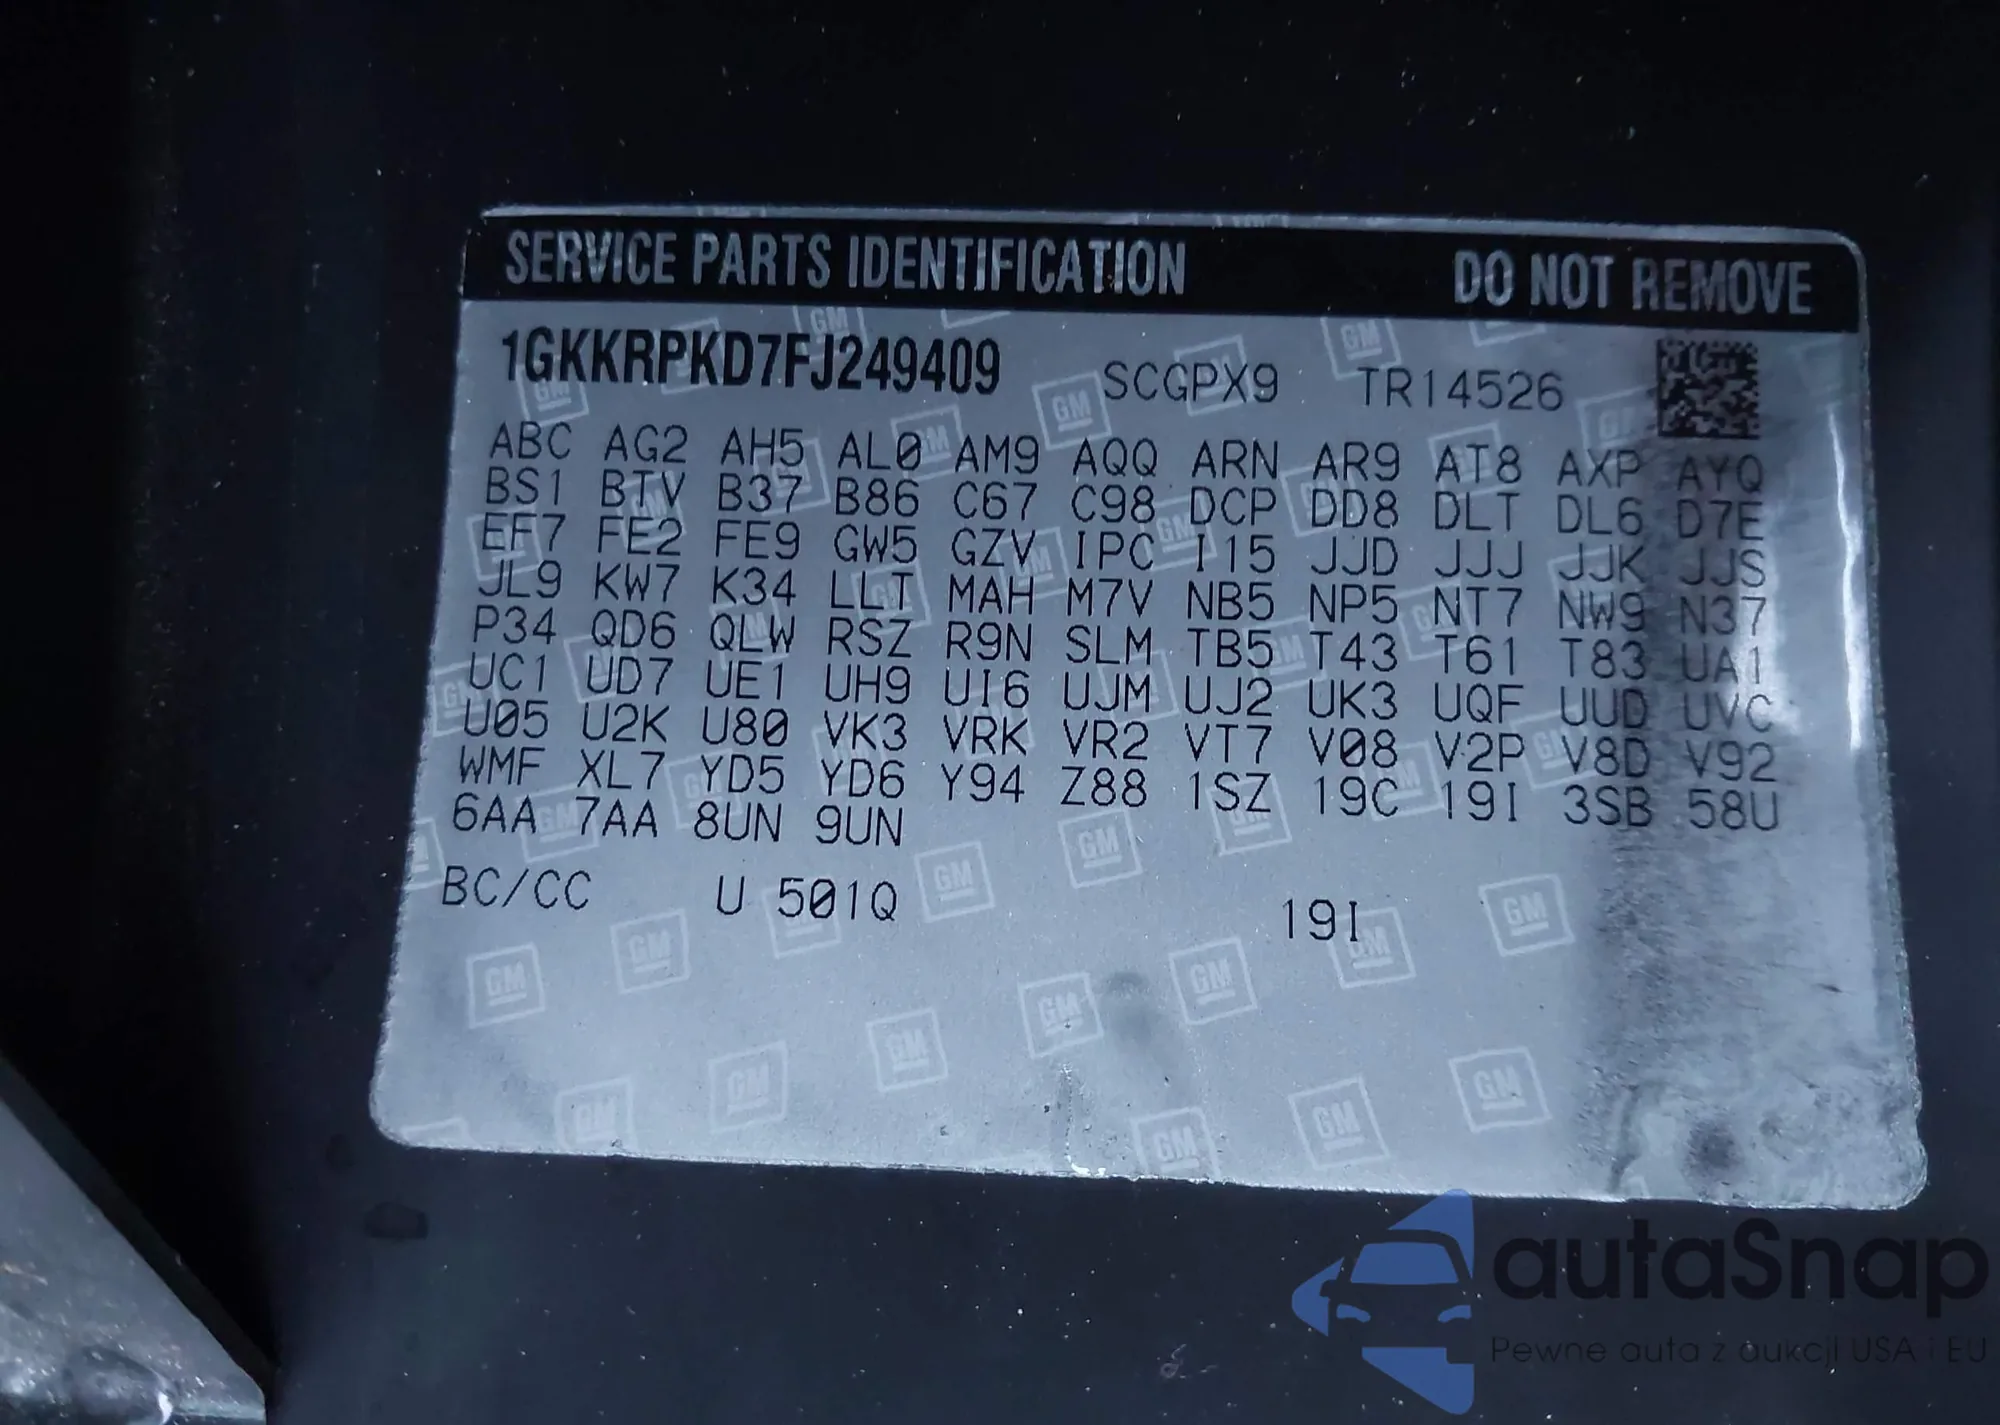 SERVICE PARTS IDENTIFICATION DO NOT REMOVE
1GKKRPKD7FJ249409 SCGPX9 TR14526
ABC AG2 AH5 AL0 AM9 AQQ ARN AR9 AT8 AXP AYQ
BS1 BTV B37 B86 C67 C98 DCP DD8 DLT DL6 D7E
EF7 FE2 FE9 GW5 GZV IPC I15 JJD JJJ JJK JJS
JL9 KW7 K34 LLT MAH M7V NB5 NP5 NT7 NW9 N37
P34 QD6 QLW RSZ R9N SLM TB5 T43 T61 T83 UA1
UC1 UD7 UE1 UH9 UI6 UJM UJ2 UK3 UQF UUD UVC
U05 U2K U80 VK3 VRK VR2 VT7 V08 V2P V8D V92
WMF XL7 YD5 YD6 Y94 Z88 1SZ 19C 19I 3SB 58U
6AA 7AA 8UN 9UN
BC/CC U 501Q 19I
autaSnap
Pewne auta z aukcji USA i EU